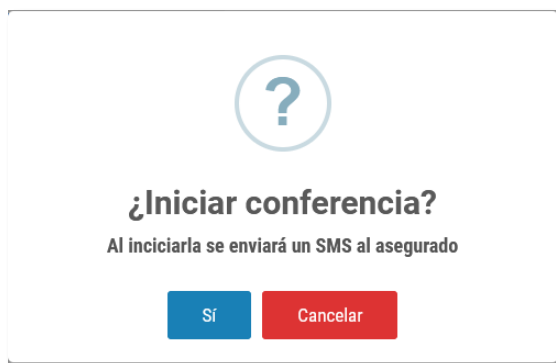 ?
¿Iniciar conferencia?
Al inciciarla se enviará un SMS al asegurado
Sí
Cancelar